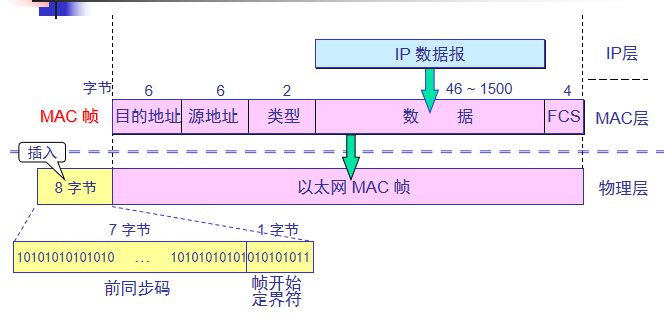 IP 数据报
IP层
字节
6
6
2
46 ~ 1500
4
MAC 帧
目的地址
源地址
类型
数 据
FCS
MAC层
插入
8 字节
以太网 MAC 帧
物理层
7 字节
1 字节
10101010101010 … 10101010101010101011
前同步码
帧开始
定界符